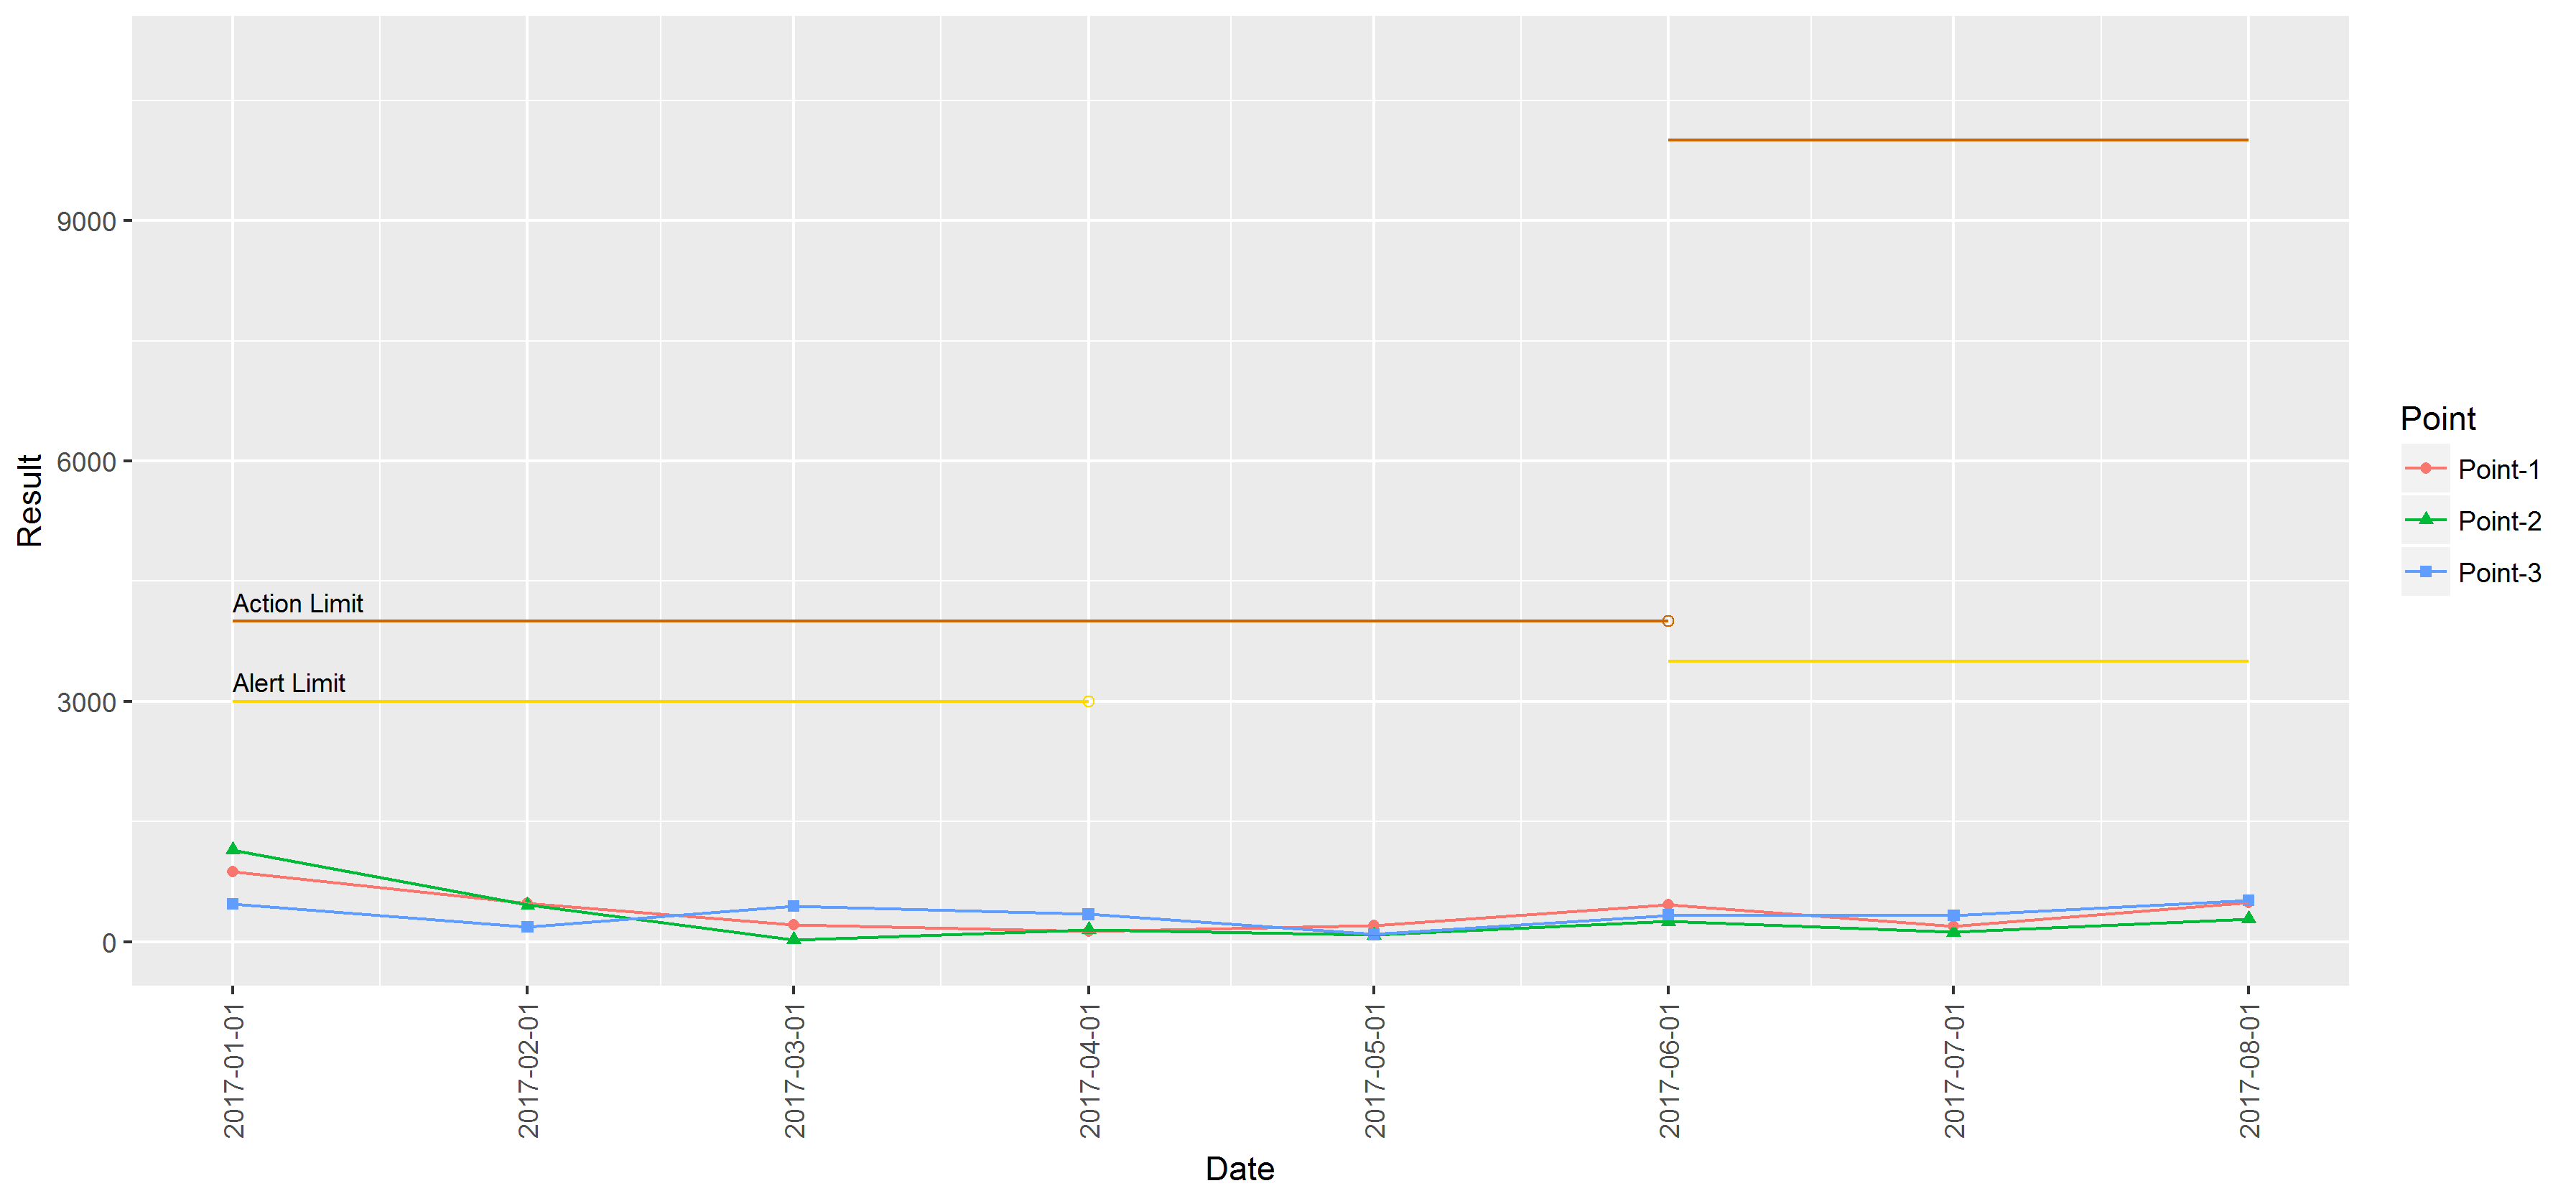 Result
9000
6000
3000
0
Action Limit
Alert Limit
2017-01-01
2017-02-01
2017-03-01
2017-04-01
2017-05-01
2017-06-01
2017-07-01
2017-08-01
Date
Point
Point-1
Point-2
Point-3